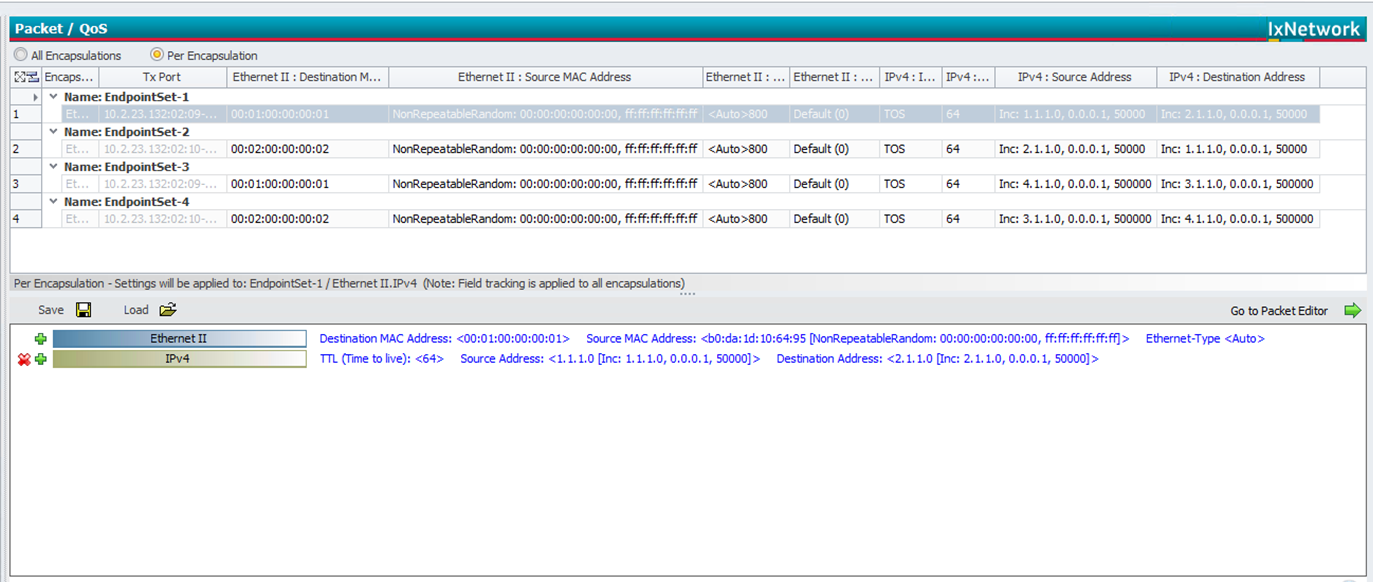 Packet / QoS IxNetwork
All Encapsulations Per Encapsulation
Encaps... Tx Port Ethernet II : Destination M... Ethernet II : Source MAC Address Ethernet II : ... Ethernet II : ... IPv4 : I... IPv4 : ... IPv4 : Source Address IPv4 : Destination Address
Name: EndpointSet-1
1 Et... 10.2.23.132:02:09-... 00:01:00:00:00:01 NonRepeatableRandom: 00:00:00:00:00:00, ff:ff:ff:ff:ff:ff <Auto>800 Default (0) TOS 64 Inc: 1.1.1.0, 0.0.0.1, 50000 Inc: 2.1.1.0, 0.0.0.1, 50000
Name: EndpointSet-2
2 Et... 10.2.23.132:02:10-... 00:02:00:00:00:02 NonRepeatableRandom: 00:00:00:00:00:00, ff:ff:ff:ff:ff:ff <Auto>800 Default (0) TOS 64 Inc: 2.1.1.0, 0.0.0.1, 50000 Inc: 1.1.1.0, 0.0.0.1, 50000
Name: EndpointSet-3
3 Et... 10.2.23.132:02:09-... 00:01:00:00:00:01 NonRepeatableRandom: 00:00:00:00:00:00, ff:ff:ff:ff:ff:ff <Auto>800 Default (0) TOS 64 Inc: 4.1.1.0, 0.0.0.1, 500000 Inc: 3.1.1.0, 0.0.0.1, 500000
Name: EndpointSet-4
4 Et... 10.2.23.132:02:10-... 00:02:00:00:00:02 NonRepeatableRandom: 00:00:00:00:00:00, ff:ff:ff:ff:ff:ff <Auto>800 Default (0) TOS 64 Inc: 3.1.1.0, 0.0.0.1, 500000 Inc: 4.1.1.0, 0.0.0.1, 500000
Per Encapsulation - Settings will be applied to: EndpointSet-1 / Ethernet II.IPv4 (Note: Field tracking is applied to all encapsulations)
Save Load Go to Packet Editor
Ethernet II Destination MAC Address: <00:01:00:00:00:01> Source MAC Address: <b0:da:1d:10:64:95 [NonRepeatableRandom: 00:00:00:00:00:00, ff:ff:ff:ff:ff:ff]> Ethernet-Type <Auto>
IPv4 TTL (Time to live): <64> Source Address: <1.1.1.0 [Inc: 1.1.1.0, 0.0.0.1, 50000]> Destination Address: <2.1.1.0 [Inc: 2.1.1.0, 0.0.0.1, 50000]>